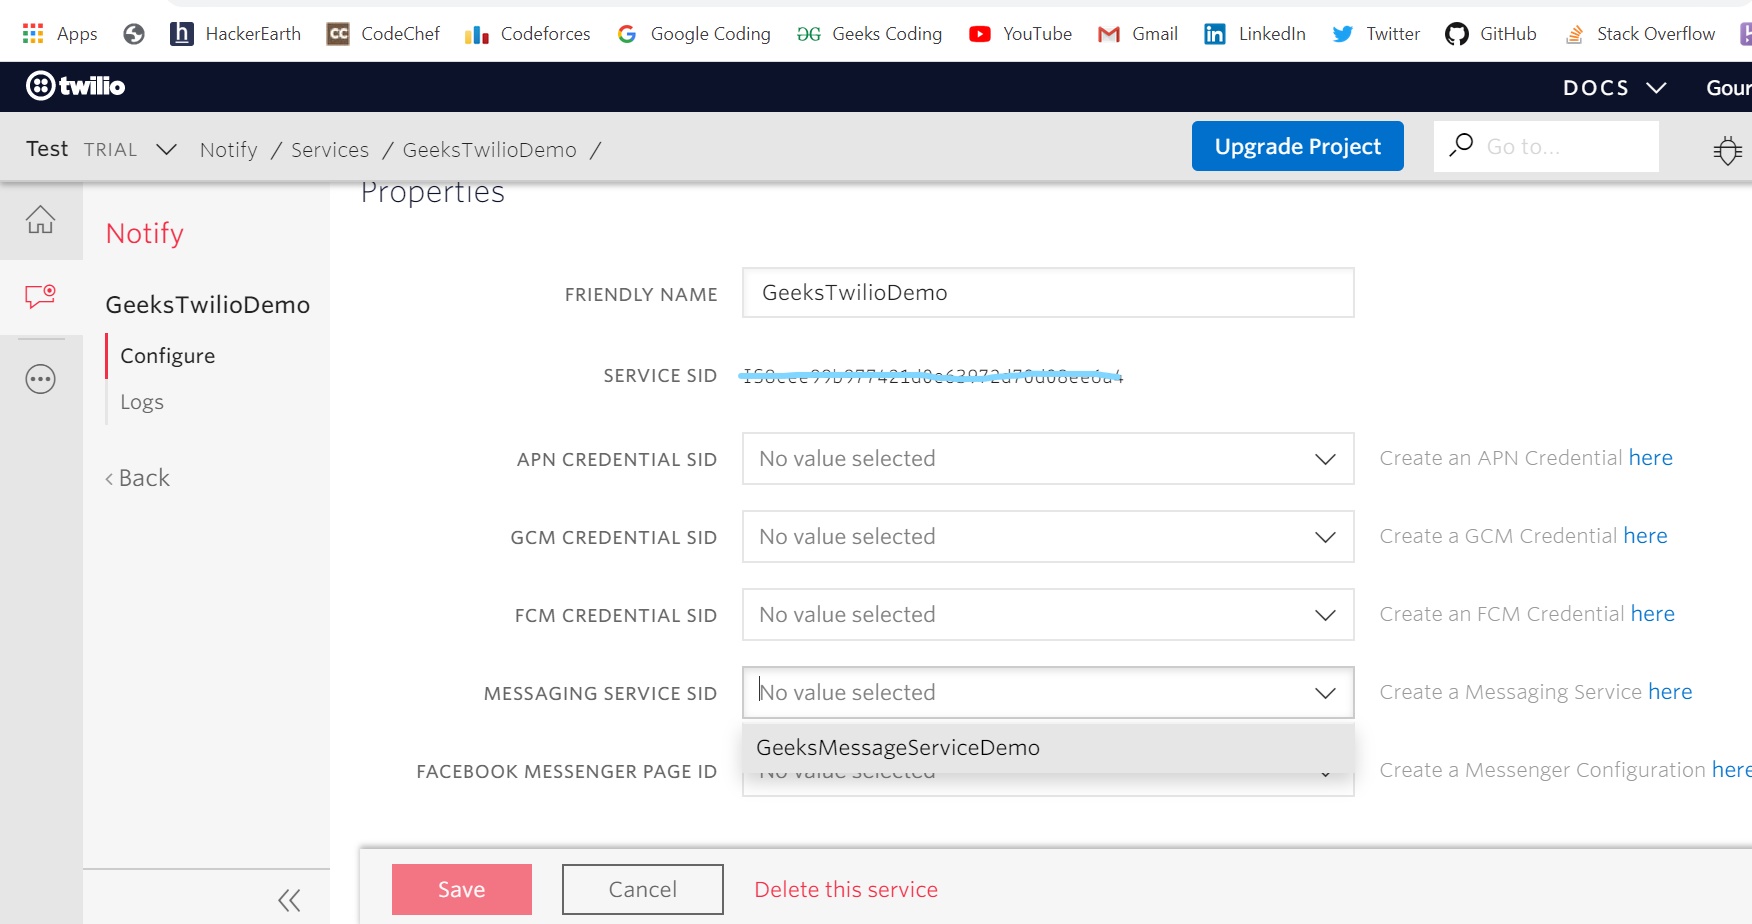 Apps HackerEarth CodeChef Codeforces Google Coding Geeks Coding YouTube Gmail LinkedIn Twitter GitHub Stack Overflow
twilio DOCS Gour
Test TRIAL Notify / Services / GeeksTwilioDemo / Upgrade Project Go to...
Properties
Notify
GeeksTwilioDemo
Configure
Logs
‹ Back
FRIENDLY NAME GeeksTwilioDemo
SERVICE SID
APN CREDENTIAL SID No value selected Create an APN Credential here
GCM CREDENTIAL SID No value selected Create a GCM Credential here
FCM CREDENTIAL SID No value selected Create an FCM Credential here
MESSAGING SERVICE SID No value selected Create a Messaging Service here
GeeksMessageServiceDemo
FACEBOOK MESSENGER PAGE ID No value selected Create a Messenger Configuration here
Save Cancel Delete this service